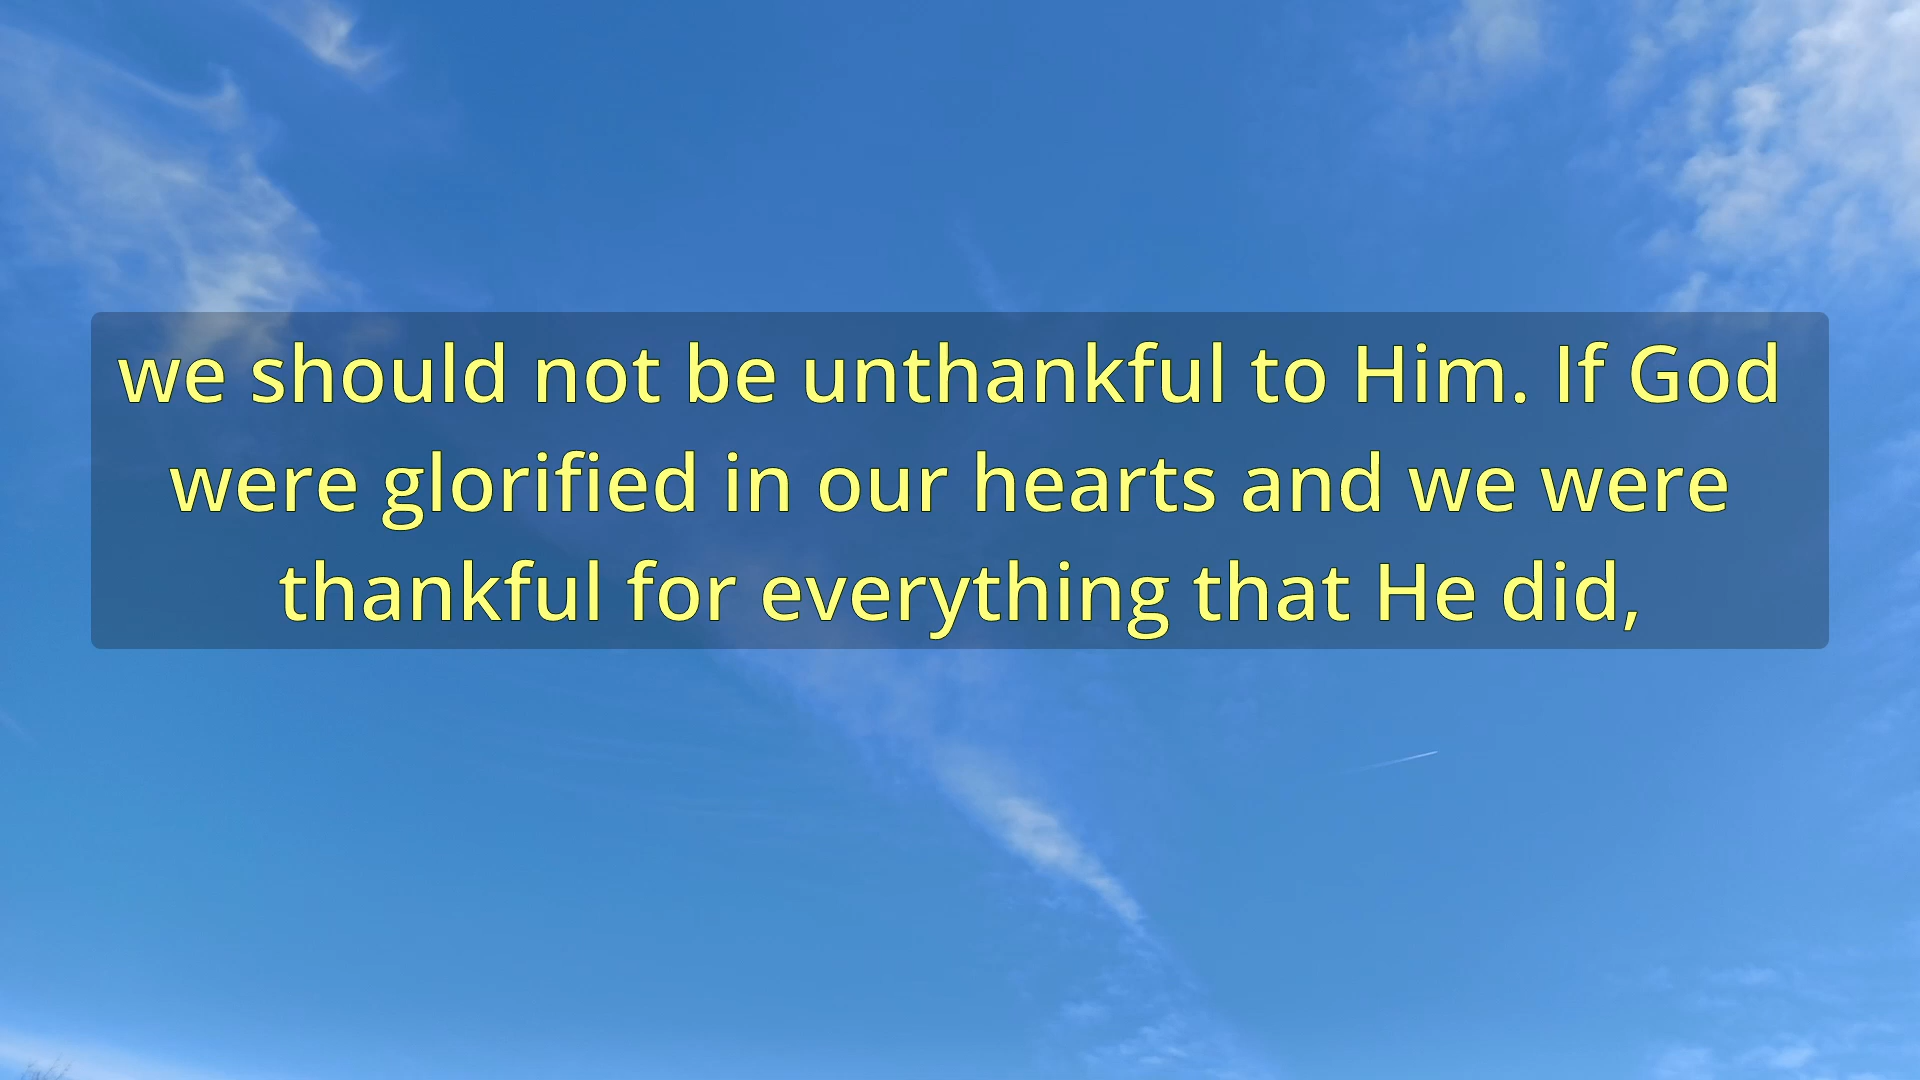 we should not be unthankful to Him. If God
were glorified in our hearts and we were
thankful for everything that He did,